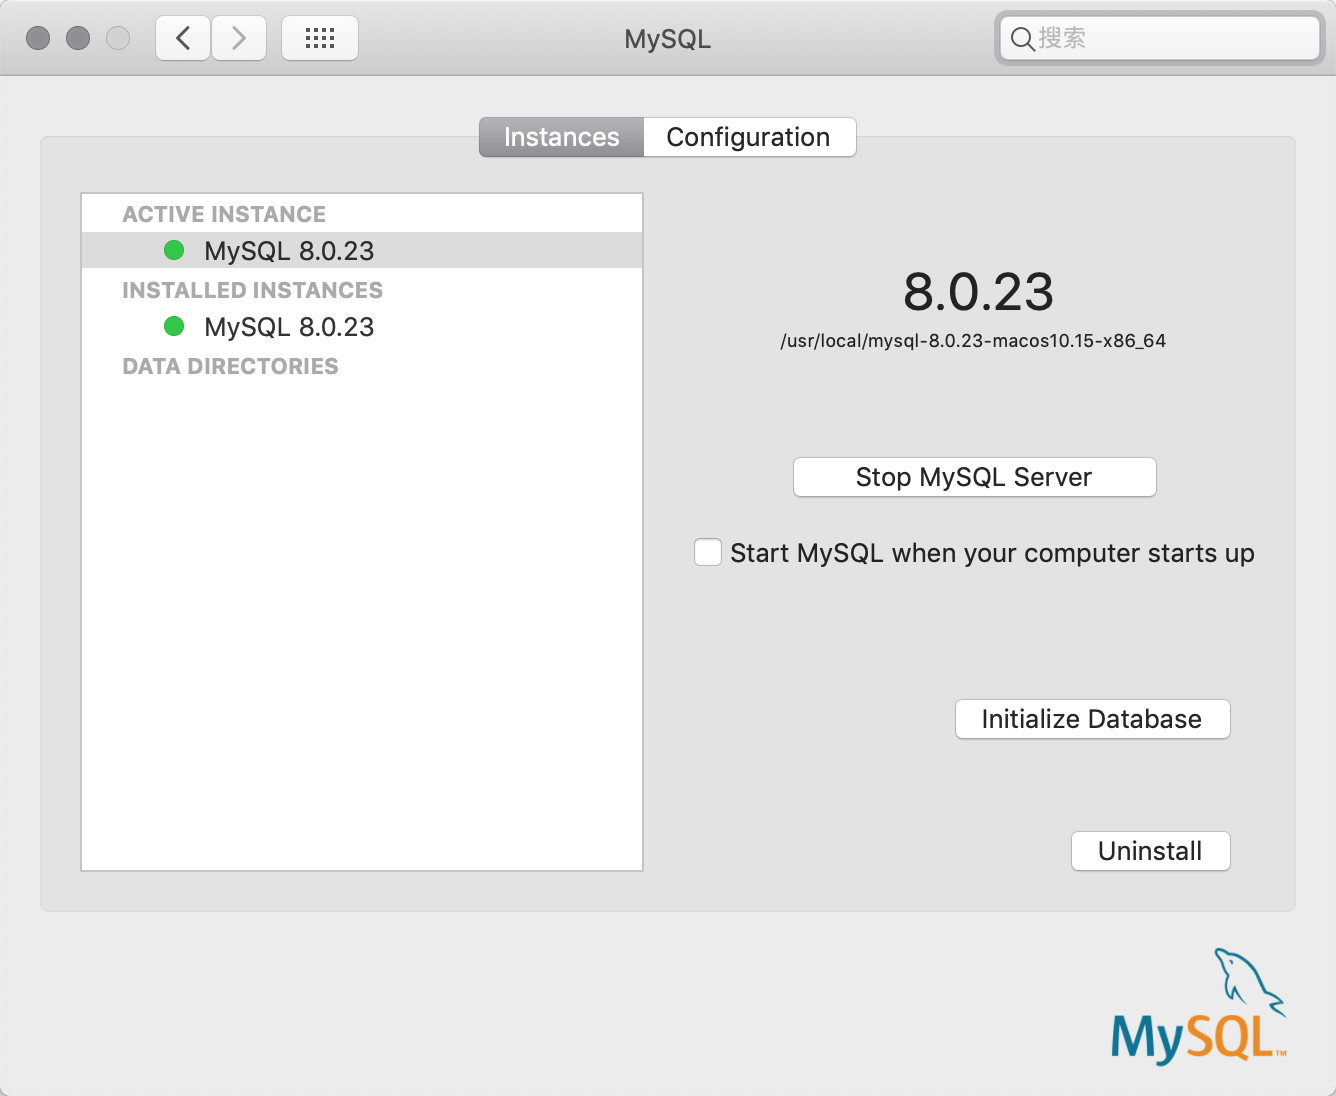 MySQL
搜索
Instances
Configuration
ACTIVE INSTANCE
MySQL 8.0.23
INSTALLED INSTANCES
MySQL 8.0.23
DATA DIRECTORIES
8.0.23
/usr/local/mysql-8.0.23-macos10.15-x86_64
Stop MySQL Server
Start MySQL when your computer starts up
Initialize Database
Uninstall
MySQL™